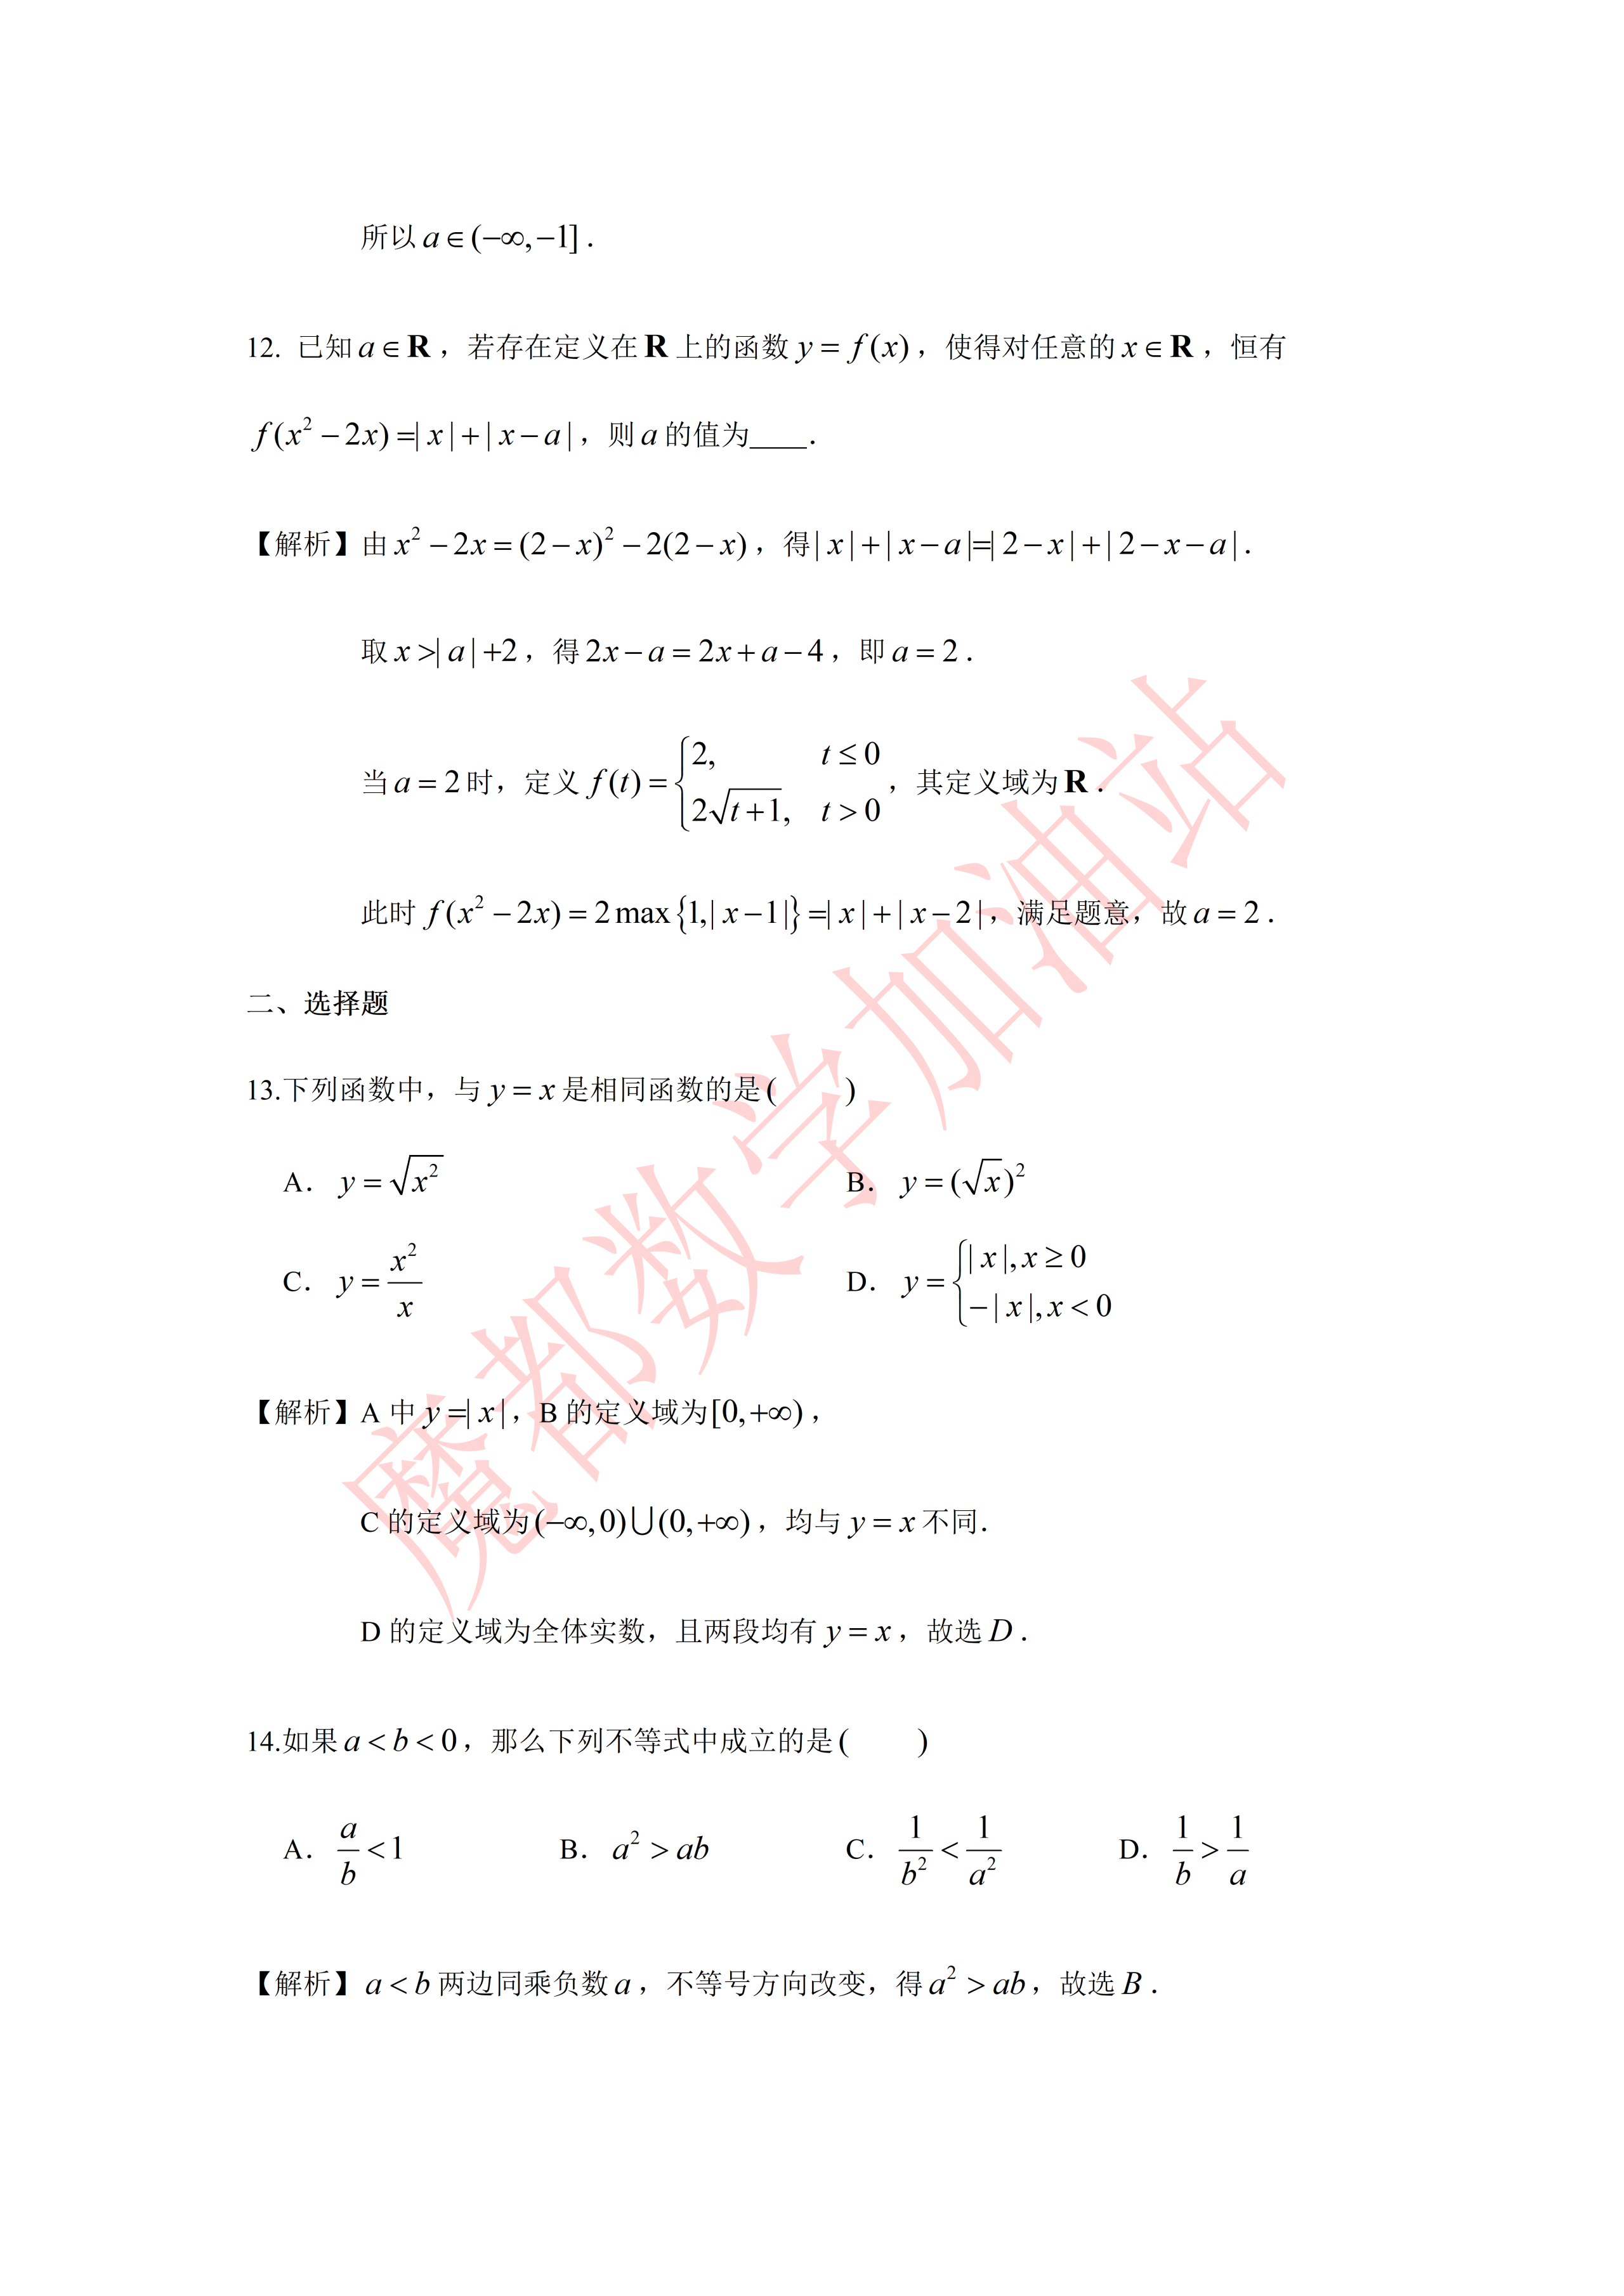 所以 a∈(−∞,−1]．
12. 已知 a∈R，若存在定义在 R 上的函数 y = f(x)，使得对任意的 x∈R，恒有
f(x² − 2x) =| x | + | x − a |，则 a 的值为____．
【解析】由 x² − 2x = (2 − x)² − 2(2 − x)，得 | x | + | x − a |=| 2 − x | + | 2 − x − a |．
取 x >| a | +2，得 2x − a = 2x + a − 4，即 a = 2．
当 a = 2 时，定义 f(t) = {2, t ≤ 0; 2√(t+1), t > 0，其定义域为 R．
此时 f(x² − 2x) = 2max{1,| x −1|} =| x | + | x − 2 |，满足题意，故 a = 2．
二、选择题
13.下列函数中，与 y = x 是相同函数的是(    )
A． y = √(x²)    B． y = (√x)²
C． y = x²/x    D． y = {| x |, x ≥ 0; −| x |, x < 0
【解析】A 中 y =| x |，B 的定义域为[0,+∞)，
C 的定义域为(−∞,0)∪(0,+∞)，均与 y = x 不同．
D 的定义域为全体实数，且两段均有 y = x，故选 D．
14.如果 a < b < 0，那么下列不等式中成立的是(    )
A． a/b < 1    B． a² > ab    C． 1/b² < 1/a²    D． 1/b > 1/a
【解析】a < b 两边同乘负数 a，不等号方向改变，得 a² > ab，故选 B．
魔都数学加油站